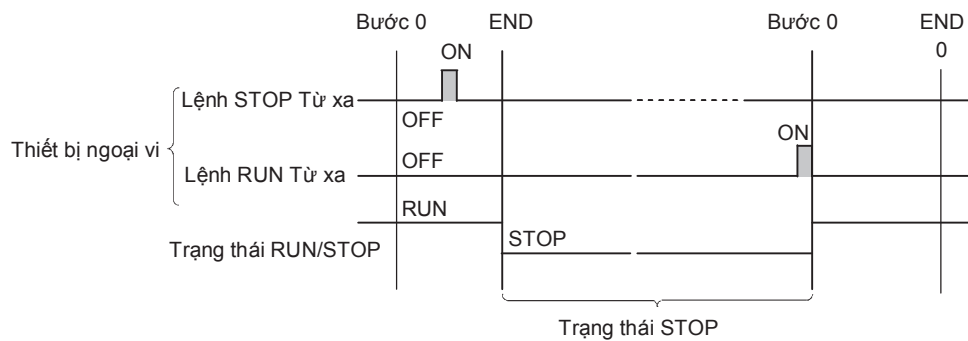 Bước 0 END Bước 0 END
ON 0
Lệnh STOP Từ xa
OFF
Thiết bị ngoại vi
ON
OFF
Lệnh RUN Từ xa
RUN
Trạng thái RUN/STOP
STOP
Trạng thái STOP